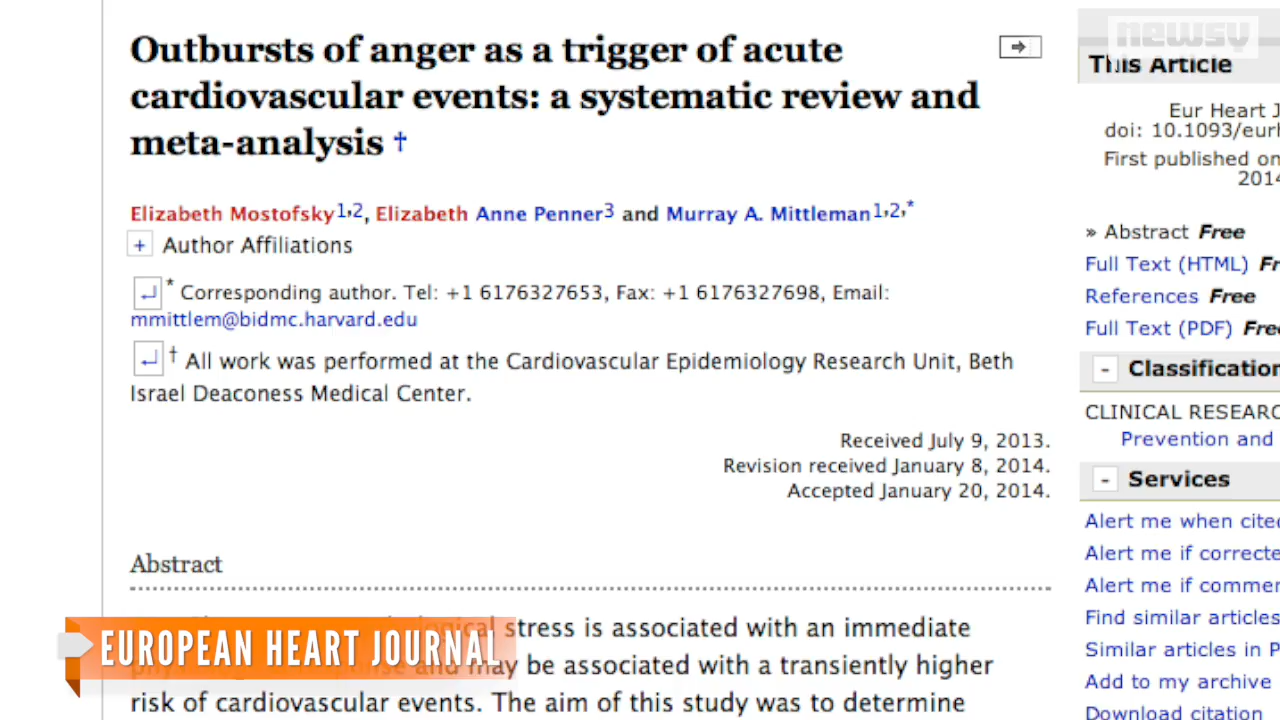 Outbursts of anger as a trigger of acute
cardiovascular events: a systematic review and
meta-analysis †
Elizabeth Mostofsky1,2, Elizabeth Anne Penner3 and Murray A. Mittleman1,2,*
+ Author Affiliations
* Corresponding author. Tel: +1 6176327653, Fax: +1 6176327698, Email:
mmittlem@bidmc.harvard.edu
† All work was performed at the Cardiovascular Epidemiology Research Unit, Beth
Israel Deaconess Medical Center.
Received July 9, 2013.
Revision received January 8, 2014.
Accepted January 20, 2014.
Abstract
stress is associated with an immediate
and may be associated with a transiently higher
risk of cardiovascular events. The aim of this study was to determine
EUROPEAN HEART JOURNAL
newsy
This Article
Eur Heart J
doi: 10.1093/eurh
First published on
2014
» Abstract Free
Full Text (HTML) Fr
References Free
Full Text (PDF) Free
- Classification
CLINICAL RESEARC
Prevention and
- Services
Alert me when cite
Alert me if correcte
Alert me if commen
Find similar articles
Similar articles in P
Add to my archive
Download citation